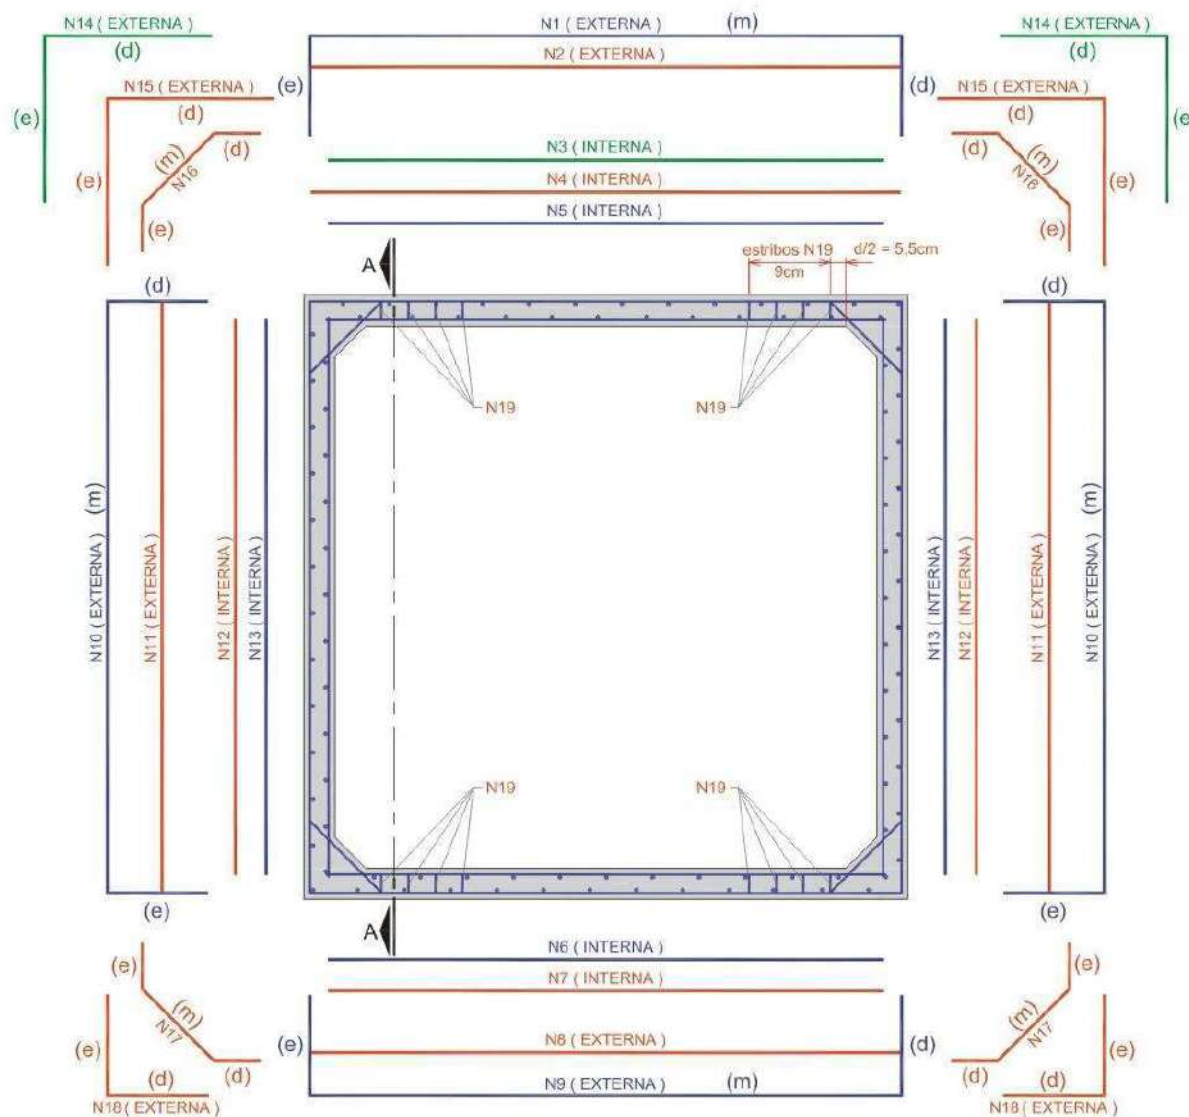 N14 ( EXTERNA )
(d)
(e)
N1 ( EXTERNA )
(m)
N2 ( EXTERNA )
(e)
(d)
N14 ( EXTERNA )
(d)
(e)
N15 ( EXTERNA )
(d)
(e)
(m)
N16
(d)
(e)
N15 ( EXTERNA )
(d)
(e)
(d)
(m)
N16
(e)
N3 ( INTERNA )
N4 ( INTERNA )
N5 ( INTERNA )
A
estribos N19
d/2 = 5,5cm
9cm
(d)
(d)
N19
N19
N10 ( EXTERNA )
(m)
N11 ( EXTERNA )
N12 ( INTERNA )
N13 ( INTERNA )
N13 ( INTERNA )
N12 ( INTERNA )
N11 ( EXTERNA )
N10 ( EXTERNA )
(m)
N19
N19
(e)
(e)
A
N6 ( INTERNA )
N7 ( INTERNA )
N8 ( EXTERNA )
N9 ( EXTERNA )
(m)
(e)
(d)
(e)
(m)
N17
(d)
(e)
(d)
N18( EXTERNA )
(e)
(m)
N17
(d)
(e)
(d)
N18( EXTERNA )